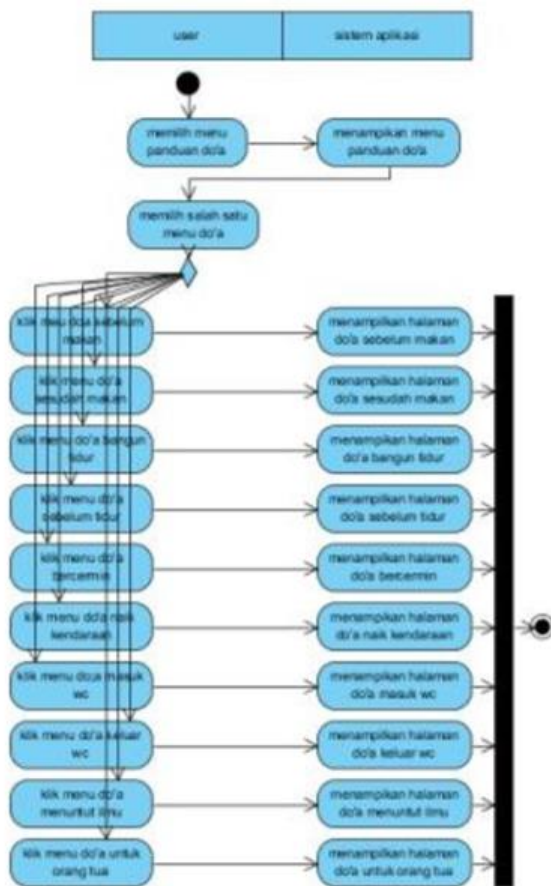 user
sistem aplikasi
memilih menu
panduan do'a
menampikan menu
panduan do'a
memilih salah satu
menu do'a
klik meu do;a sebelum
makan
menampilkan halaman
do'a sebelum makan
klik menu do'a
sesudah makan
menampilkan halaman
do'a sesudah makan
klik menu do'a bangun
tidur
menampilkan halaman
do'a bangun tidur
klik menu do'a
sebelum tidur
menampilkan halaman
do'a sebelum tidur
klik menu do'a
bercermin
menampilkan halaman
do'a bercermin
klik menu do'a naik
kendaraan
menampilkan halaman
do'a naik kendaraan
klik menu do;a masuk
wc
menampilkan halaman
do'a masuk wc
klik menu do'a keluar
wc
menampilkan halaman
do'a keluar wc
klik menu do'a
menuntut ilmu
menampilkan halaman
do'a menuntut ilmu
klik menu do'a untuk
orang tua
menampilkan halaman
do'a untuk orang tua